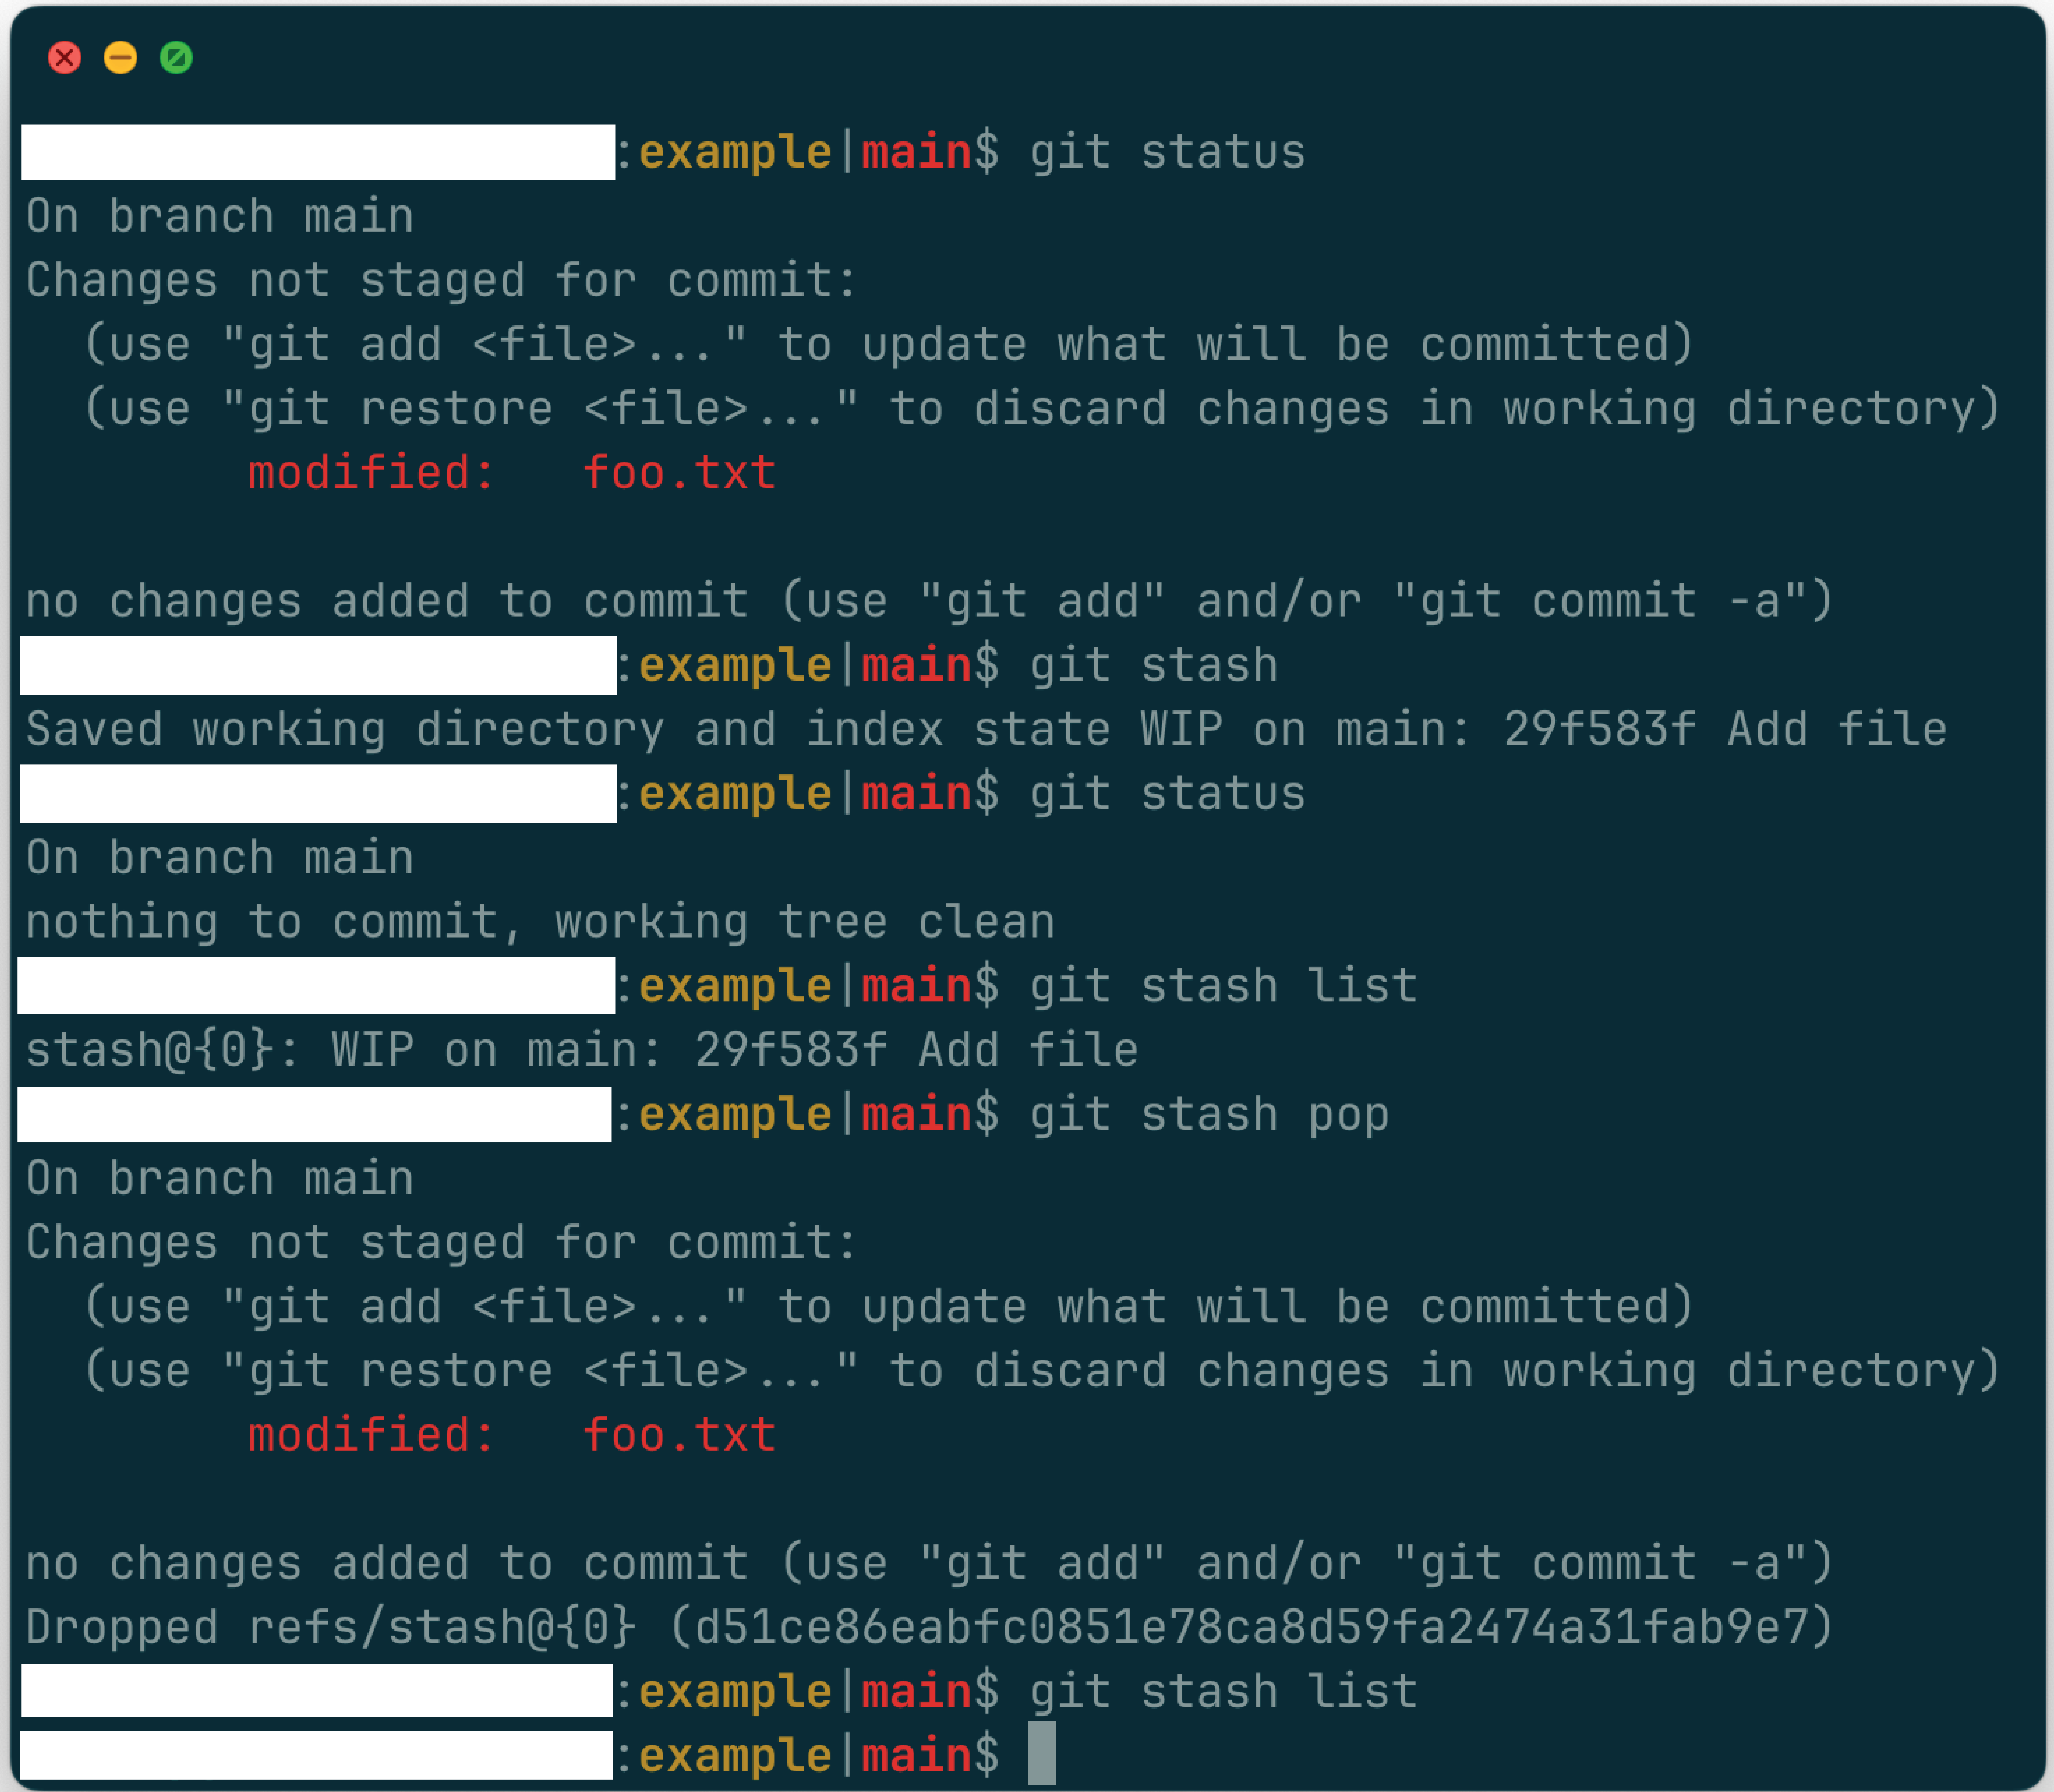 :example|main$ git status
On branch main
Changes not staged for commit:
  (use "git add <file>..." to update what will be committed)
  (use "git restore <file>..." to discard changes in working directory)
        modified:   foo.txt

no changes added to commit (use "git add" and/or "git commit -a")
:example|main$ git stash
Saved working directory and index state WIP on main: 29f583f Add file
:example|main$ git status
On branch main
nothing to commit, working tree clean
:example|main$ git stash list
stash@{0}: WIP on main: 29f583f Add file
:example|main$ git stash pop
On branch main
Changes not staged for commit:
  (use "git add <file>..." to update what will be committed)
  (use "git restore <file>..." to discard changes in working directory)
        modified:   foo.txt

no changes added to commit (use "git add" and/or "git commit -a")
Dropped refs/stash@{0} (d51ce86eabfc0851e78ca8d59fa2474a31fab9e7)
:example|main$ git stash list
:example|main$